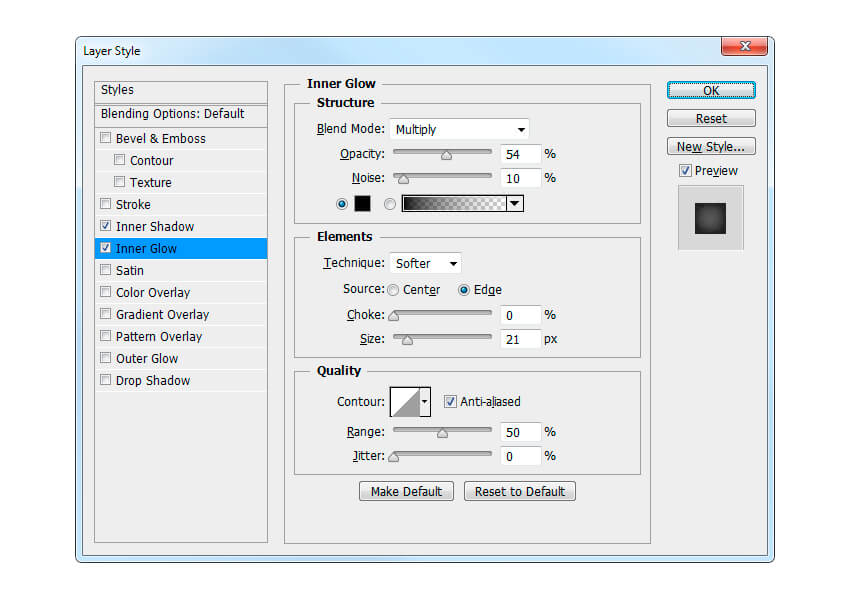 Layer Style
Styles
Blending Options: Default
Bevel & Emboss
Contour
Texture
Stroke
Inner Shadow
Inner Glow
Satin
Color Overlay
Gradient Overlay
Pattern Overlay
Outer Glow
Drop Shadow
Inner Glow
Structure
Blend Mode: Multiply
Opacity: 54 %
Noise: 10 %
Elements
Technique: Softer
Source: Center Edge
Choke: 0 %
Size: 21 px
Quality
Contour: Anti-aliased
Range: 50 %
Jitter: 0 %
Make Default Reset to Default
OK
Reset
New Style...
Preview